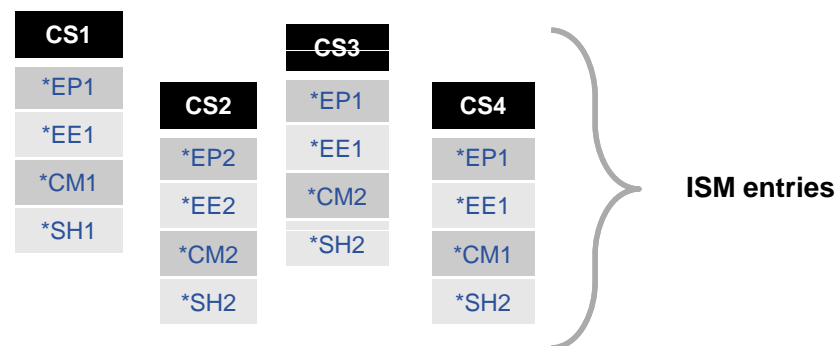 CS1
*EP1
*EE1
*CM1
*SH1
CS2
*EP2
*EE2
*CM2
*SH2
CS3
*EP1
*EE1
*CM2
*SH2
CS4
*EP1
*EE1
*CM1
*SH2
ISM entries